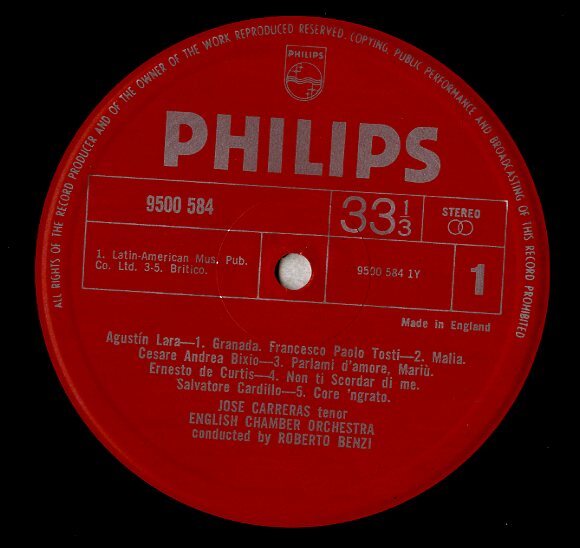 ALL RIGHTS OF THE RECORD PRODUCER AND OF THE OWNER OF THE WORK REPRODUCED RESERVED. COPYING, PUBLIC PERFORMANCE AND BROADCASTING OF THIS RECORD PROHIBITED
PHILIPS
PHILIPS
9500 584
33 1/3
STEREO
1. Latin-American Mus. Pub.
Co. Ltd. 3-5. Britico.
9500 584 1Y
1
Made in England
Agustín Lara—1. Granada. Francesco Paolo Tosti—2. Malia.
Cesare Andrea Bixio—3. Parlami d'amore, Mariù.
Ernesto de Curtis—4. Non ti Scordar di me.
Salvatore Cardillo—5. Core 'ngrato.
JOSE CARRERAS tenor
ENGLISH CHAMBER ORCHESTRA
conducted by ROBERTO BENZI